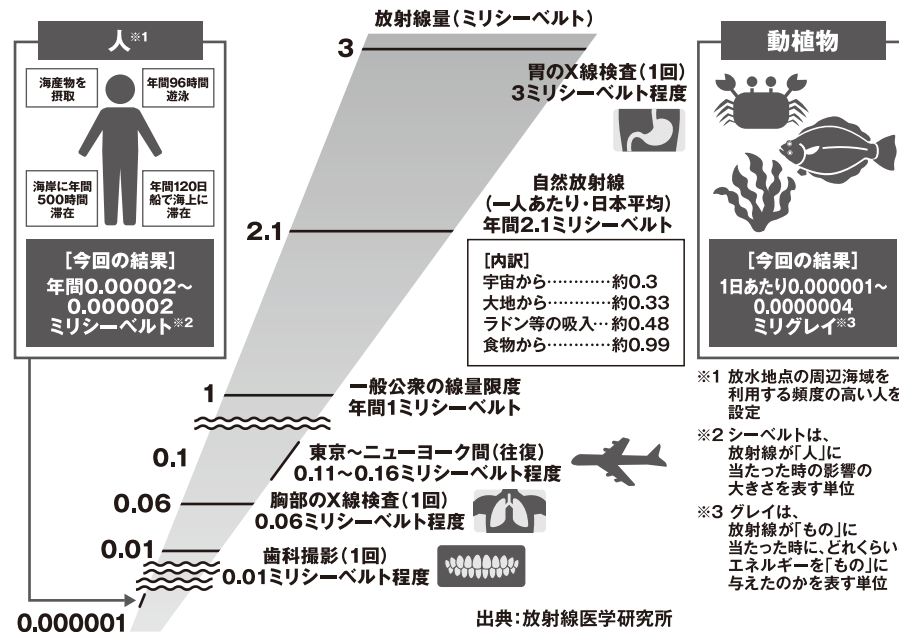 放射線量(ミリシーベルト)
人※1
海産物を
摂取
年間96時間
遊泳
海岸に年間
500時間
滞在
年間120日
船で海上に
滞在
[今回の結果]
年間0.00002〜
0.000002
ミリシーベルト※2
3
胃のX線検査(1回)
3ミリシーベルト程度
2.1
自然放射線
(一人あたり・日本平均)
年間2.1ミリシーベルト
[内訳]
宇宙から…………約0.3
大地から…………約0.33
ラドン等の吸入…約0.48
食物から…………約0.99
1
一般公衆の線量限度
年間1ミリシーベルト
0.1
東京〜ニューヨーク間(往復)
0.11〜0.16ミリシーベルト程度
0.06
胸部のX線検査(1回)
0.06ミリシーベルト程度
0.01
歯科撮影(1回)
0.01ミリシーベルト程度
0.000001
出典:放射線医学研究所
動植物
[今回の結果]
1日あたり0.000001〜
0.0000004
ミリグレイ※3
※1 放水地点の周辺海域を
利用する頻度の高い人を
設定
※2 シーベルトは、
放射線が「人」に
当たった時の影響の
大きさを表す単位
※3 グレイは、
放射線が「もの」に
当たった時に、どれくらい
エネルギーを「もの」に
与えたのかを表す単位